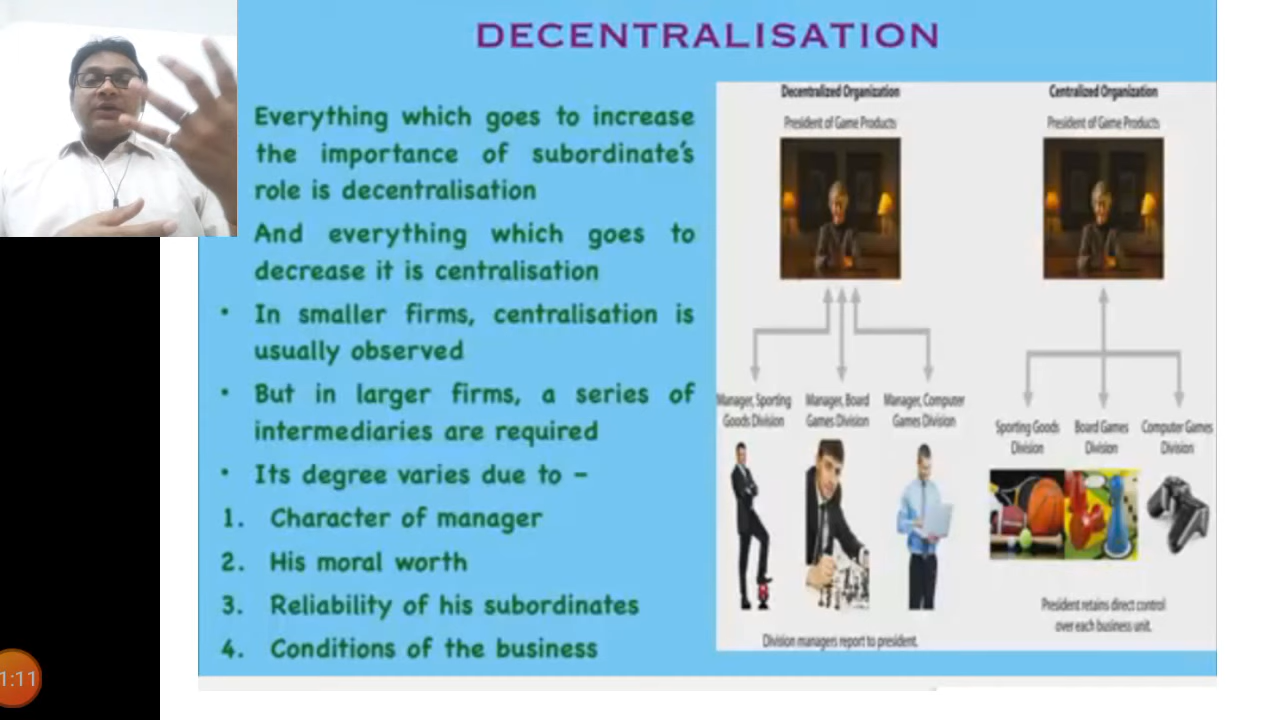 DECENTRALISATION
Everything which goes to increase
the importance of subordinate's
role is decentralisation
And everything which goes to
decrease it is centralisation
• In smaller firms, centralisation is
usually observed
• But in larger firms, a series of
intermediaries are required
• Its degree varies due to –
1. Character of manager
2. His moral worth
3. Reliability of his subordinates
4. Conditions of the business
Decentralized Organization
President of Game Products
Manager, Sporting
Goods Division
Manager, Board
Games Division
Manager, Computer
Games Division
Division managers report to president.
Centralized Organization
President of Game Products
Sporting Goods
Division
Board Games
Division
Computer Games
Division
President retains direct control
over each business unit.
1:11